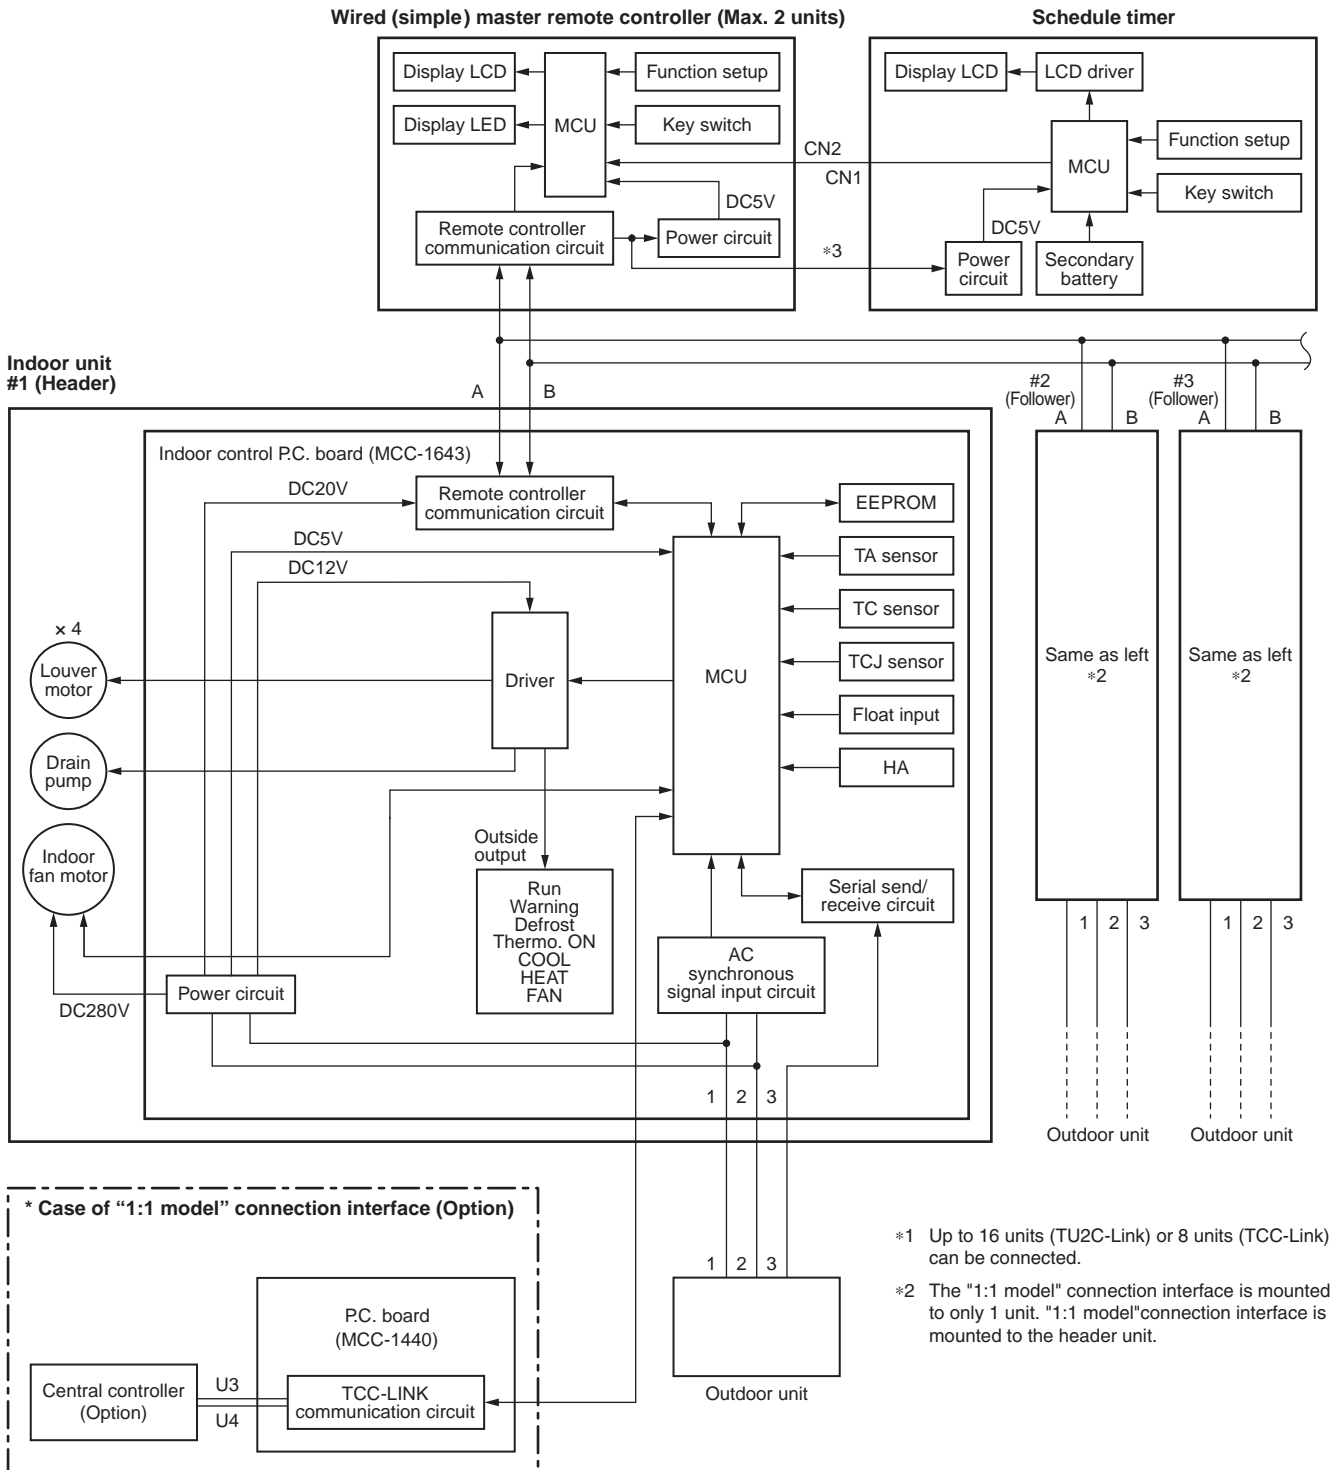 Wired (simple) master remote controller (Max. 2 units)
Schedule timer
Display LCD
Function setup
Display LED
MCU
Key switch
DC5V
Remote controller
communication circuit
Power circuit
Display LCD
LCD driver
MCU
Function setup
Key switch
CN2
CN1
DC5V
∗3
Power
circuit
Secondary
battery
Indoor unit
#1 (Header)
A
B
#2
(Follower)
A
B
#3
(Follower)
A
B
Indoor control P.C. board (MCC-1643)
DC20V
Remote controller
communication circuit
DC5V
DC12V
EEPROM
TA sensor
TC sensor
TCJ sensor
Float input
HA
MCU
Driver
× 4
Louver
motor
Drain
pump
Indoor
fan motor
Outside
output
Run
Warning
Defrost
Thermo. ON
COOL
HEAT
FAN
Serial send/
receive circuit
AC
synchronous
signal input circuit
Power circuit
DC280V
1
2
3
Same as left
∗2
Same as left
∗2
1
2
3
1
2
3
Outdoor unit
Outdoor unit
* Case of “1:1 model” connection interface (Option)
P.C. board
(MCC-1440)
Central controller
(Option)
U3
U4
TCC-LINK
communication circuit
1
2
3
Outdoor unit
∗1 Up to 16 units (TU2C-Link) or 8 units (TCC-Link)
can be connected.
∗2 The "1:1 model" connection interface is mounted
to only 1 unit. "1:1 model"connection interface is
mounted to the header unit.